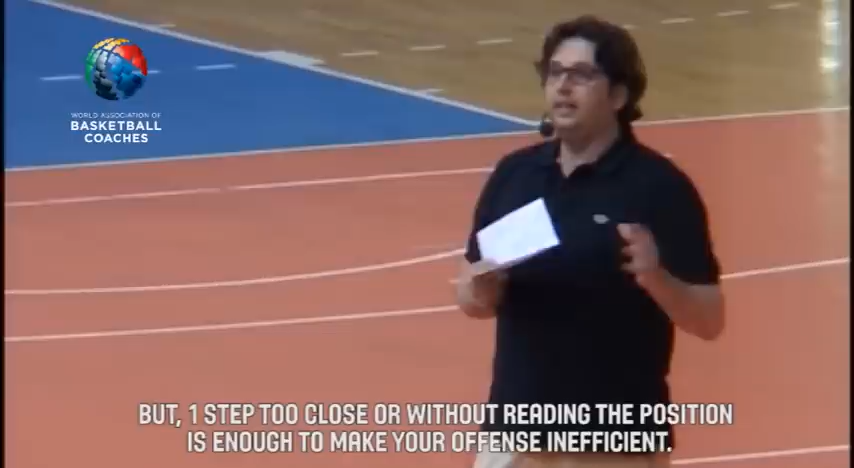 WORLD ASSOCIATION OF
BASKETBALL
COACHES
BUT, 1 STEP TOO CLOSE OR WITHOUT READING THE POSITION
IS ENOUGH TO MAKE YOUR OFFENSE INEFFICIENT.